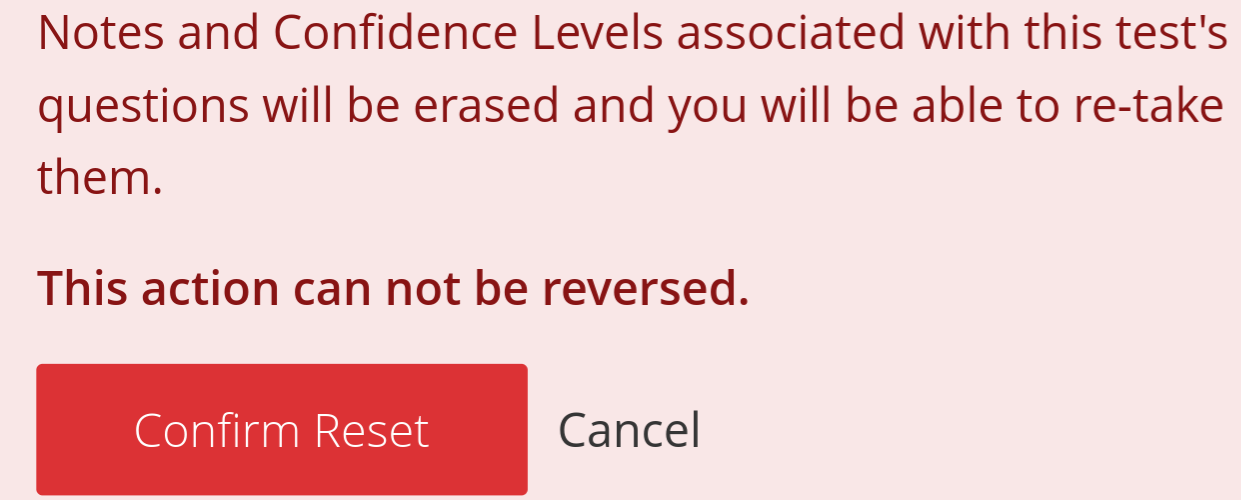 Notes and Confidence Levels associated with this test's
questions will be erased and you will be able to re-take
them.
This action can not be reversed.
Confirm Reset
Cancel